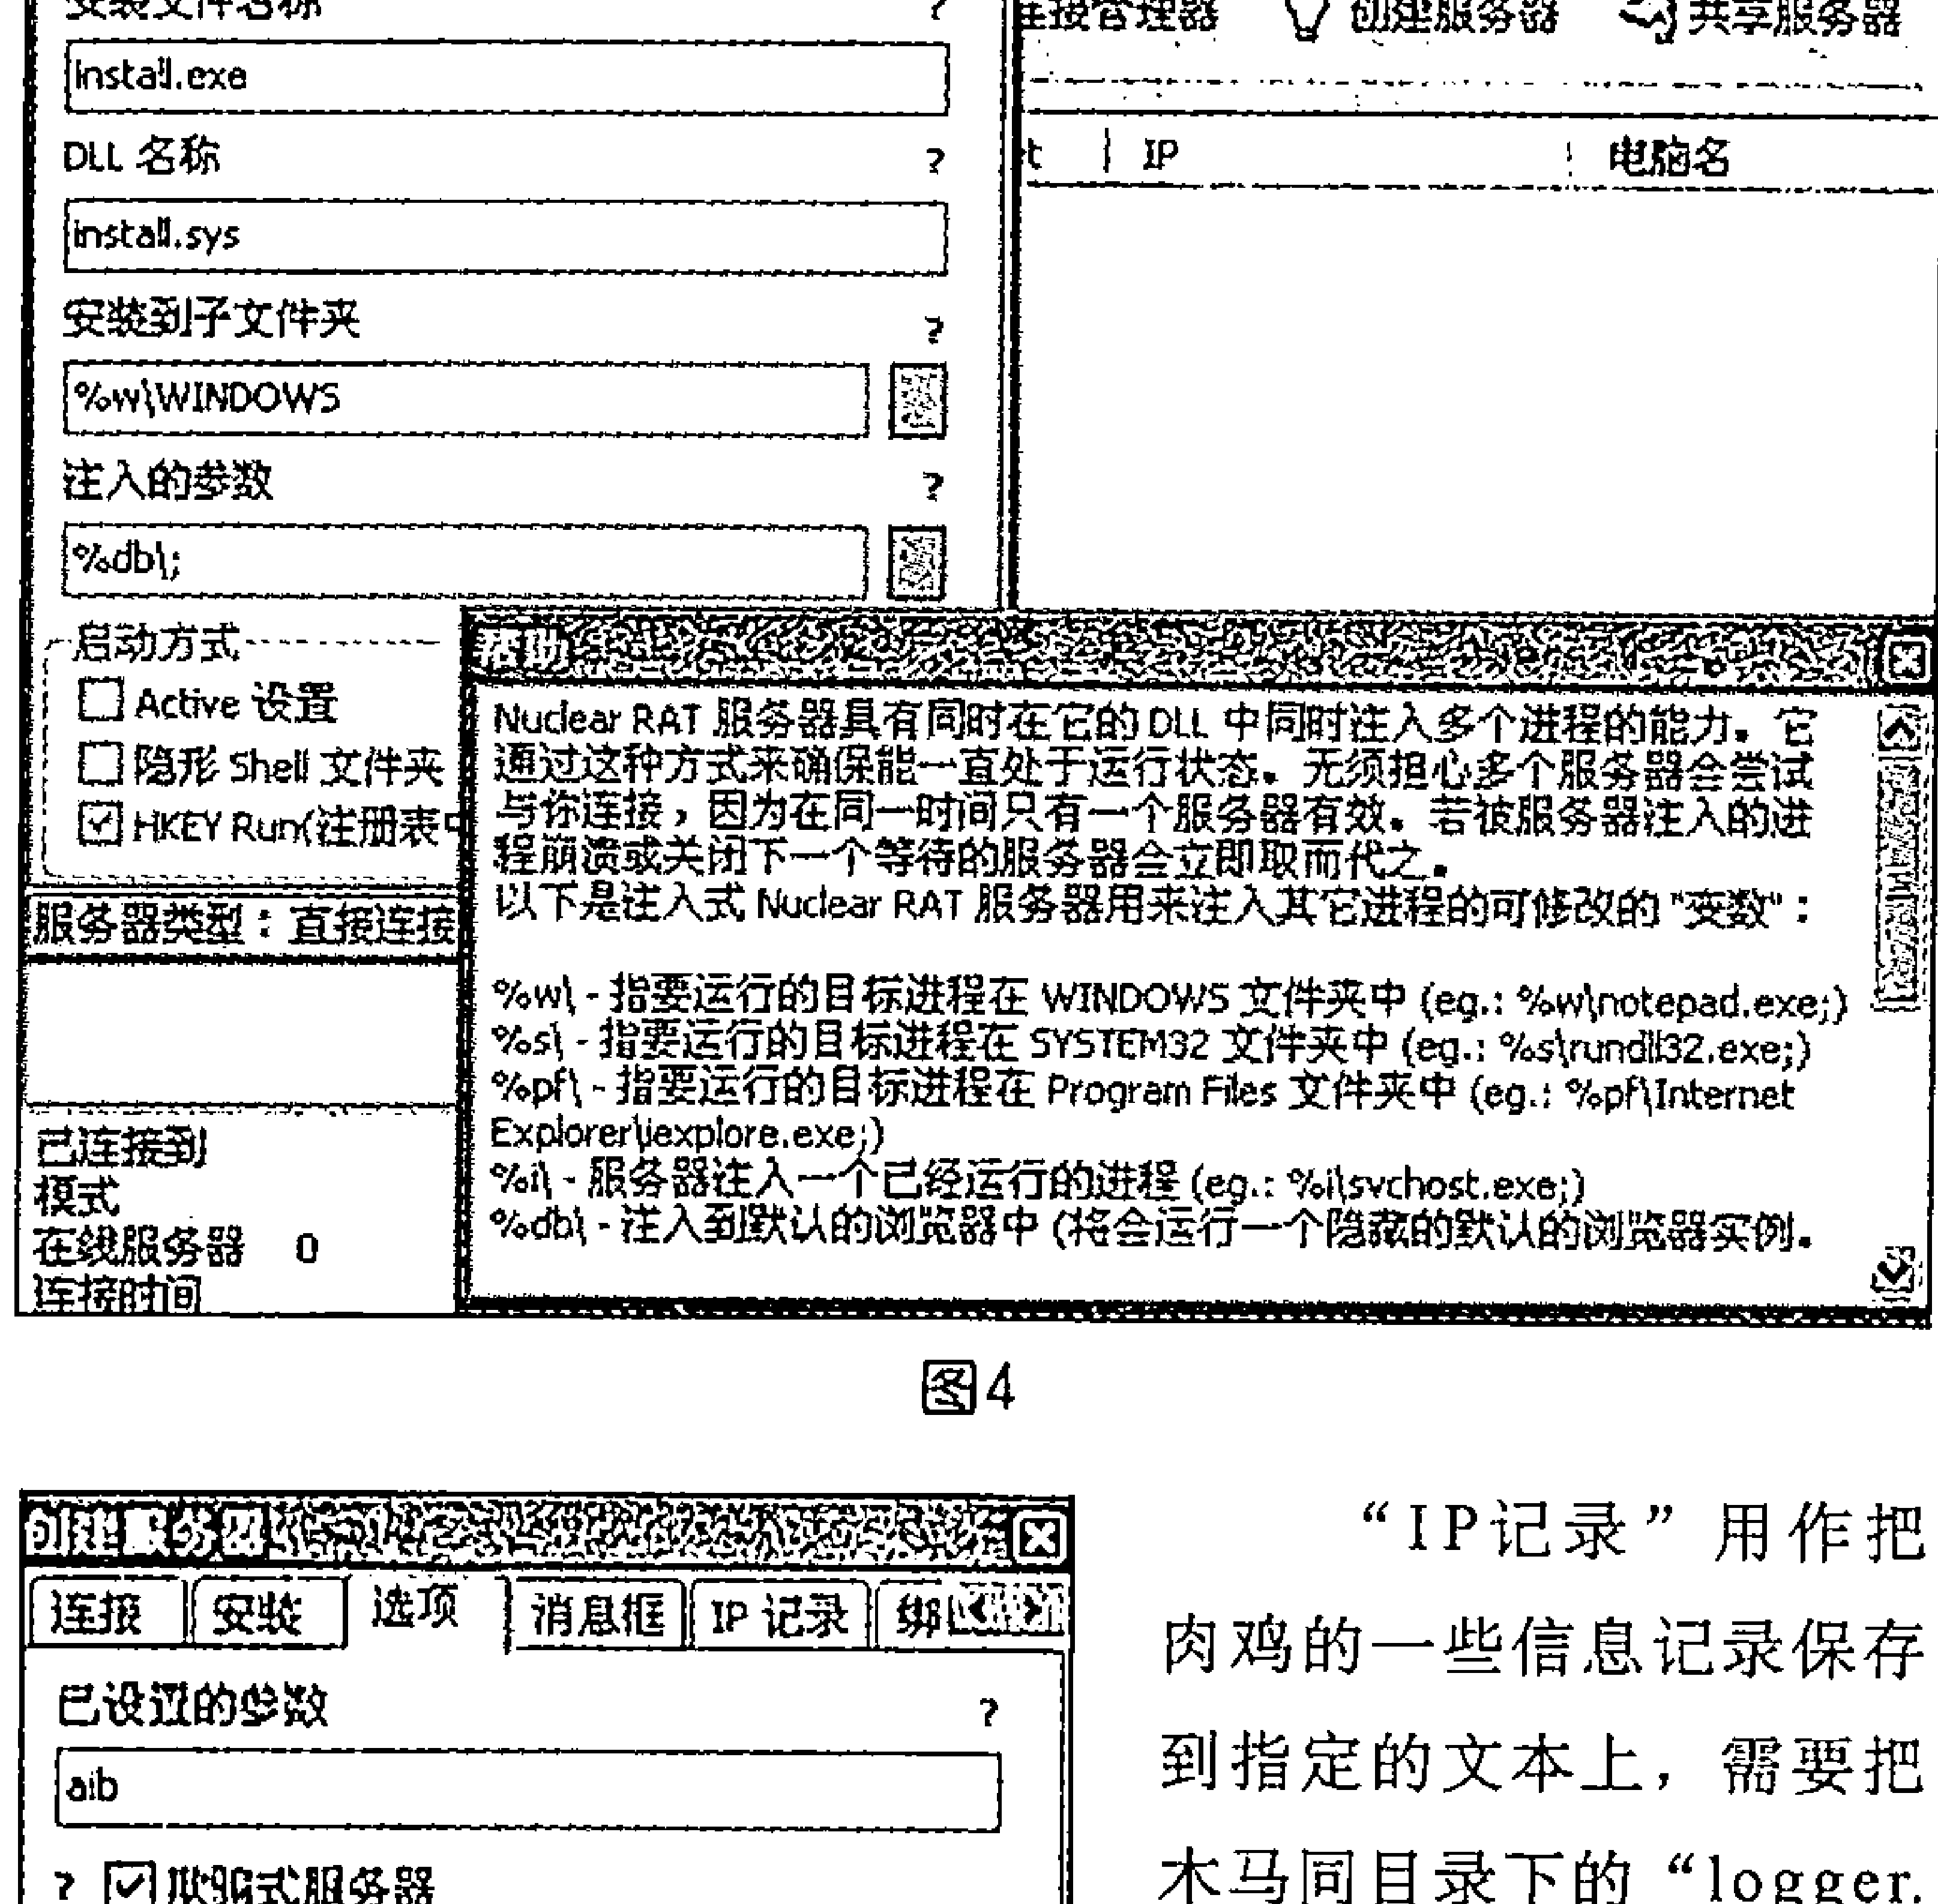 安装文件名称 ?
连接管理器 创建服务器 共享服务器
install.exe
DLL 名称 ?
t IP 电脑名
install.sys
安装到子文件夹 ?
%w\WINDOWS
注入的参数 ?
%db\;
启动方式
Active 设置
隐形 Shell 文件夹
HKEY Run(注册表中
服务器类型：直接连接
已连接到
模式
在线服务器 0
连接时间
帮助
Nuclear RAT 服务器具有同时在它的 DLL 中同时注入多个进程的能力。它
通过这种方式来确保能一直处于运行状态。无须担心多个服务器会尝试
与你连接，因为在同一时间只有一个服务器有效。若被服务器注入的进
程崩溃或关闭下一个等待的服务器会立即取而代之。
以下是注入式 Nuclear RAT 服务器用来注入其它进程的可修改的 "变数"：
%w\ - 指要运行的目标进程在 WINDOWS 文件夹中 (eg.: %w\notepad.exe;)
%s\ - 指要运行的目标进程在 SYSTEM32 文件夹中 (eg.: %s\rundll32.exe;)
%pf\ - 指要运行的目标进程在 Program Files 文件夹中 (eg.: %pf\Internet
Explorer\iexplore.exe;)
%i\ - 服务器注入一个已经运行的进程 (eg.: %i\svchost.exe;)
%db\ - 注入到默认的浏览器中 (将会运行一个隐藏的默认的浏览器实例。
图4
创建服务器
连接 安装 选项 消息框 IP 记录 绑
已设置的参数 ?
aib
? 式服务器
“IP记录”用作把
肉鸡的一些信息记录保存
到指定的文本上，需要把
木马同目录下的“logger.